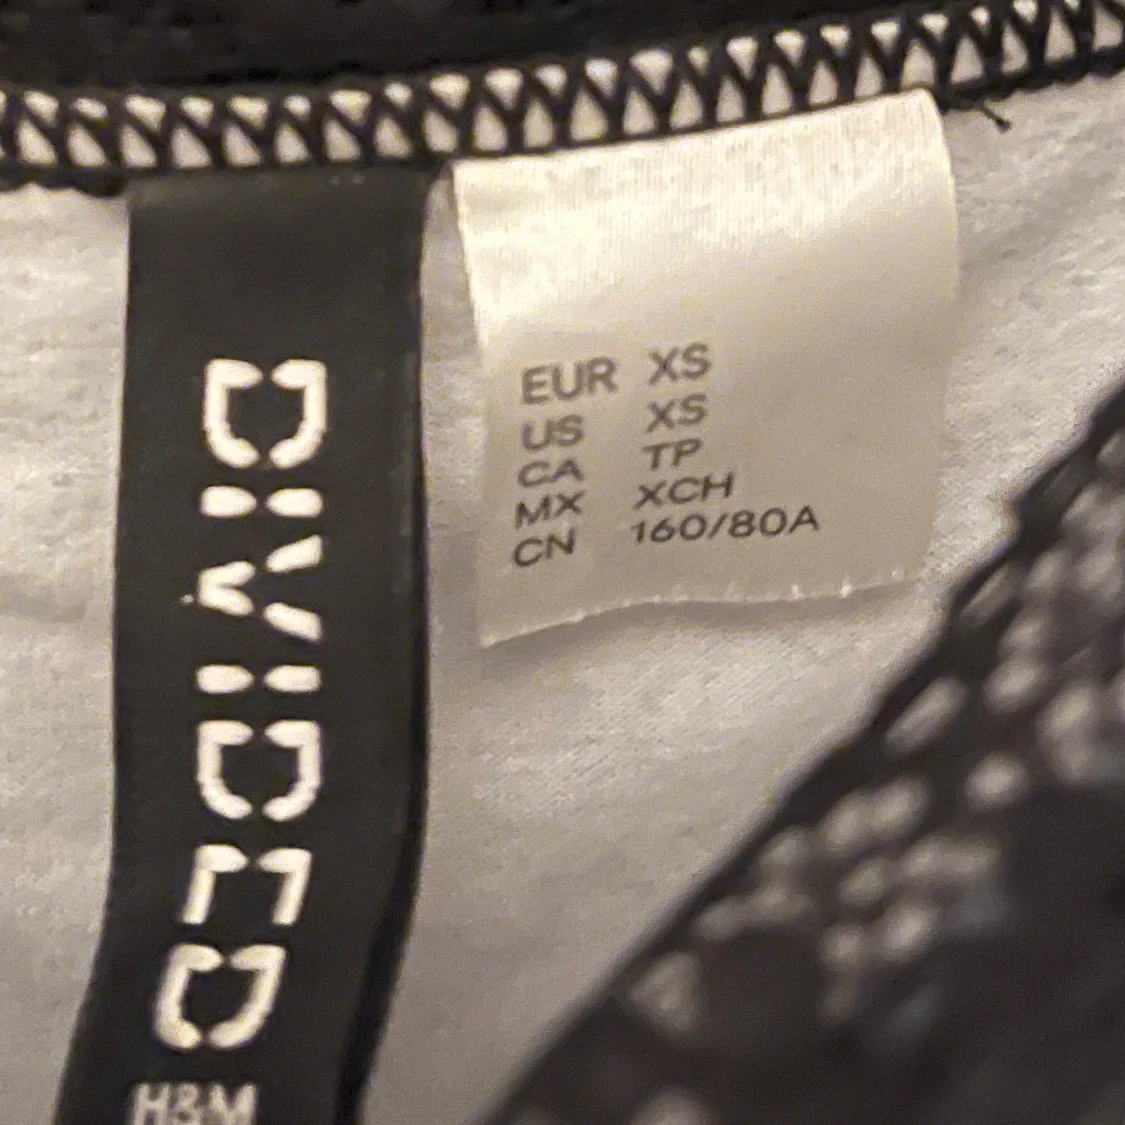 DIVIDED
H&M
EUR XS
US XS
CA TP
MX XCH
CN 160/80A